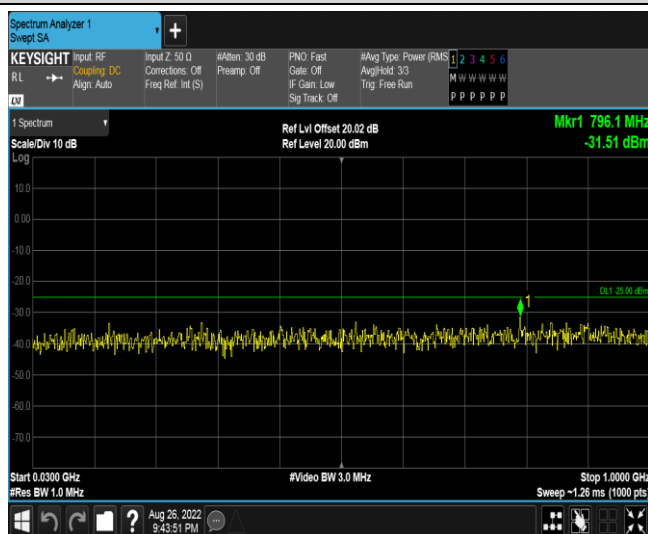 Spectrum Analyzer 1
Swept SA
+
KEYSIGHT
RL
LXI
Input: RF
Coupling: DC
Align: Auto
Input Z: 50 Ω
Corrections: Off
Freq Ref: Int (S)
#Atten: 30 dB
Preamp: Off
PNO: Fast
Gate: Off
IF Gain: Low
Sig Track: Off
#Avg Type: Power (RMS
Avg|Hold: 3/3
Trig: Free Run
1 2 3 4 5 6
M W W W W W
P P P P P P
1 Spectrum
Scale/Div 10 dB
Log
Ref Lvl Offset 20.02 dB
Ref Level 20.00 dBm
Mkr1 796.1 MHz
-31.51 dBm
10.0
0.00
-10.0
-20.0
-30.0
-40.0
-50.0
-60.0
-70.0
DL1 -25.00 dBm
1
Start 0.0300 GHz
#Res BW 1.0 MHz
#Video BW 3.0 MHz
Stop 1.0000 GHz
Sweep ~1.26 ms (1000 pts)
?
Aug 26, 2022
9:43:51 PM